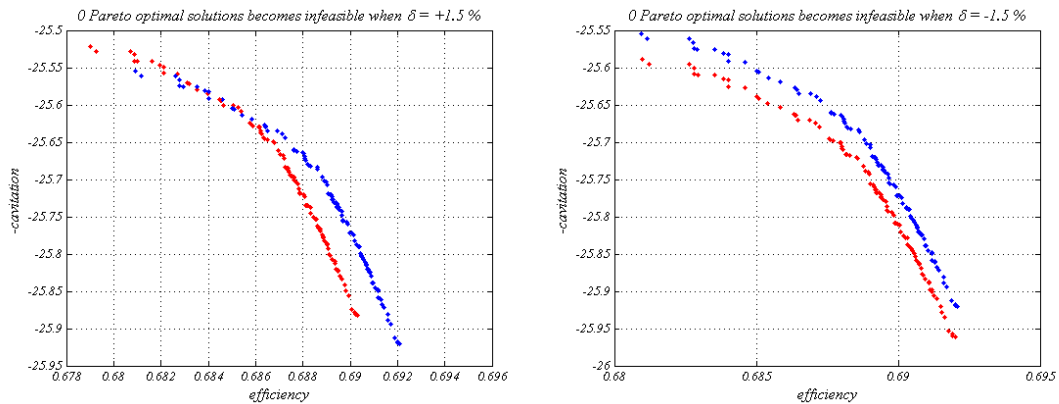 0 Pareto optimal solutions becomes infeasible when δ = +1.5 %
-25.5
-25.55
-25.6
-25.65
-25.7
-25.75
-25.8
-25.85
-25.9
-25.95
-cavitation
0.678 0.68 0.682 0.684 0.686 0.688 0.69 0.692 0.694 0.696
efficiency
0 Pareto optimal solutions becomes infeasible when δ = -1.5 %
-25.5
-25.55
-25.6
-25.65
-25.7
-25.75
-25.8
-25.85
-25.9
-25.95
-26
-cavitation
0.68 0.685 0.69 0.695
efficiency